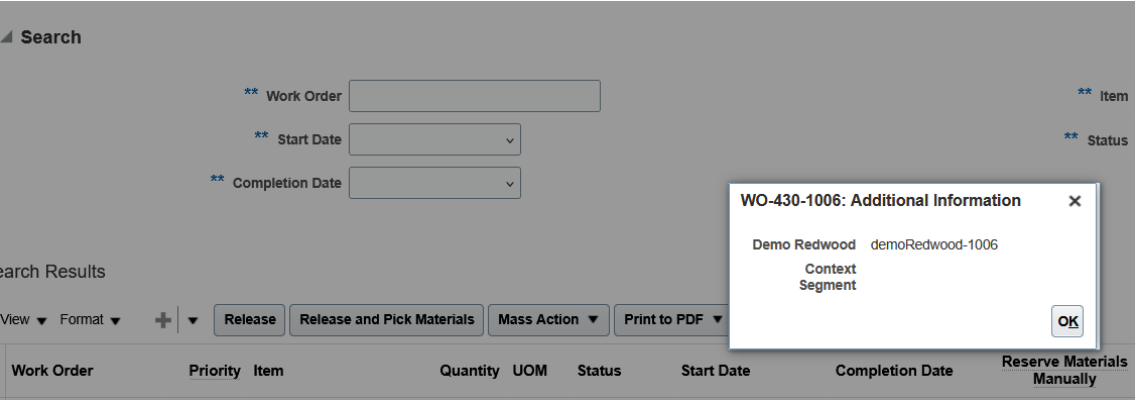 Search
** Work Order
** Item
** Start Date
** Status
** Completion Date
WO-430-1006: Additional Information
Demo Redwood demoRedwood-1006
Context
Segment
OK
earch Results
View Format Release Release and Pick Materials Mass Action Print to PDF
Work Order Priority Item Quantity UOM Status Start Date Completion Date Reserve Materials
Manually